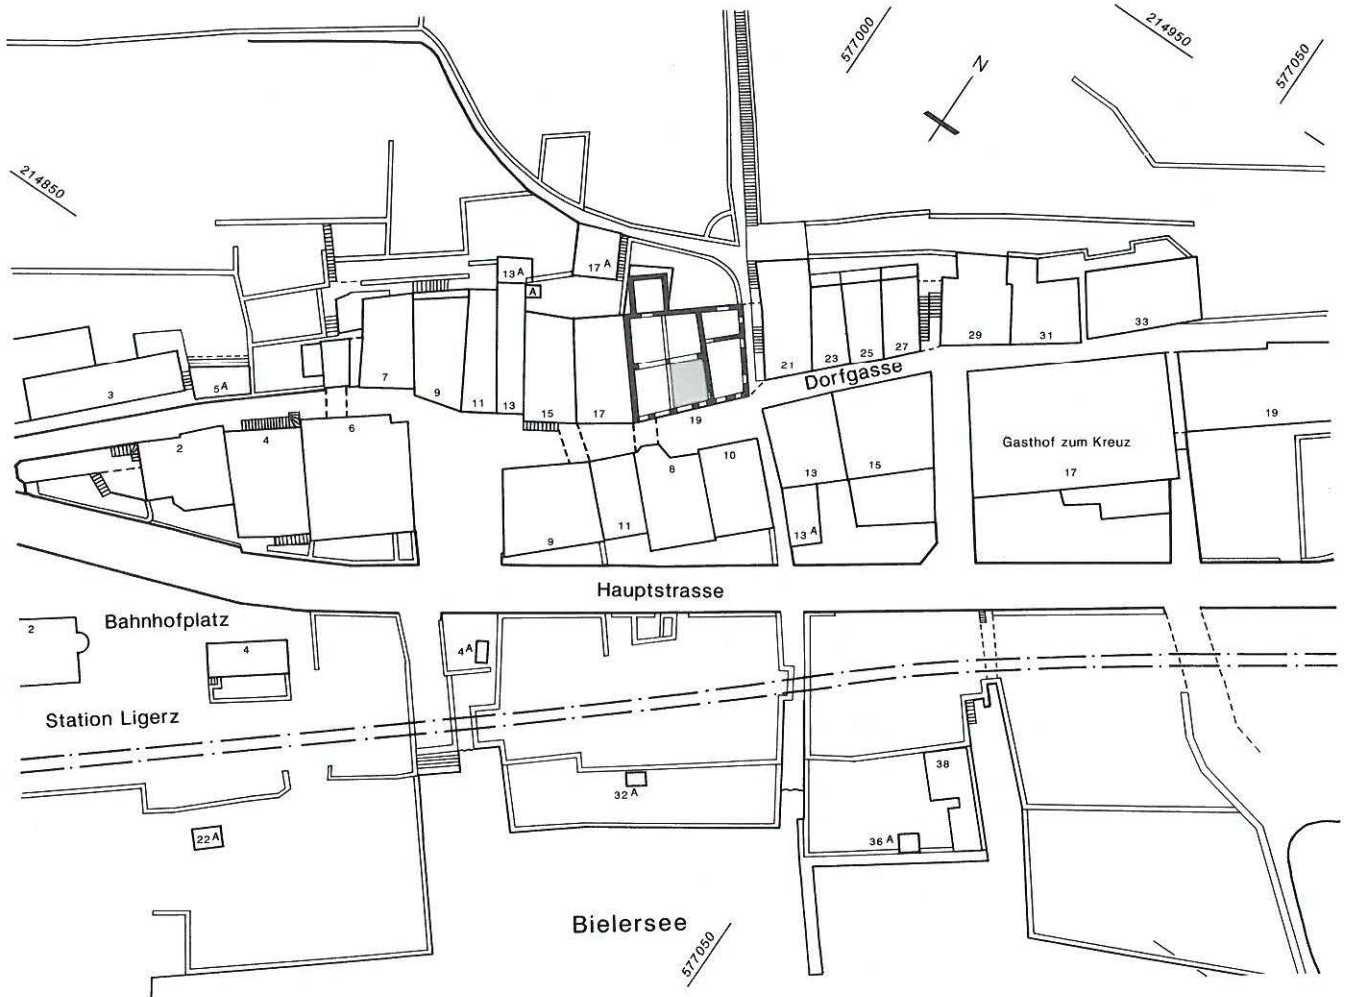 577000
214950
577050
N
214850
13 A
17 A
A
3
5 A
7
9
11
13
15
17
19
21
23
25
27
29
31
33
Dorfgasse
2
4
6
8
10
9
11
13
15
13 A
Gasthof zum Kreuz
17
19
Hauptstrasse
Bahnhofplatz
2
4
4 A
Station Ligerz
32 A
38
36 A
22 A
Bielersee
577050